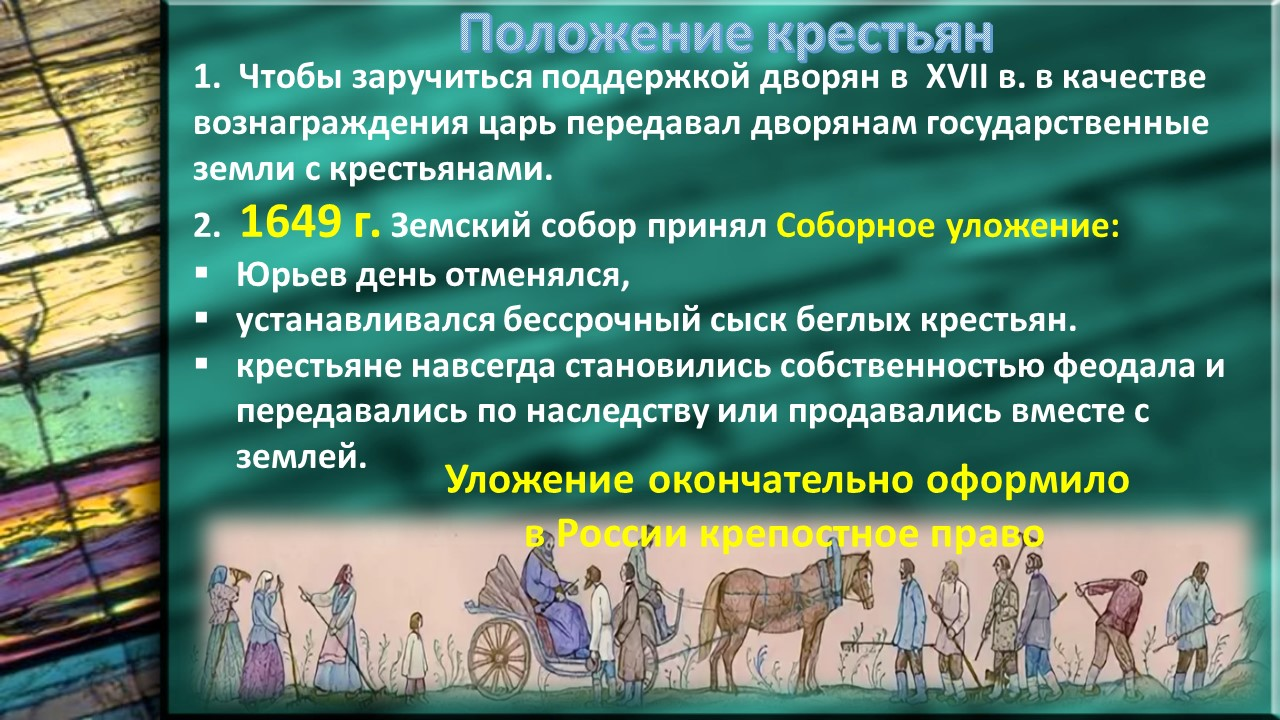 Положение крестьян
1. Чтобы заручиться поддержкой дворян в XVII в. в качестве
вознаграждения царь передавал дворянам государственные
земли с крестьянами.
2. 1649 г. Земский собор принял Соборное уложение:
▪ Юрьев день отменялся,
▪ устанавливался бессрочный сыск беглых крестьян.
▪ крестьяне навсегда становились собственностью феодала и
передавались по наследству или продавались вместе с
землей.
Уложение окончательно оформило
в России крепостное право